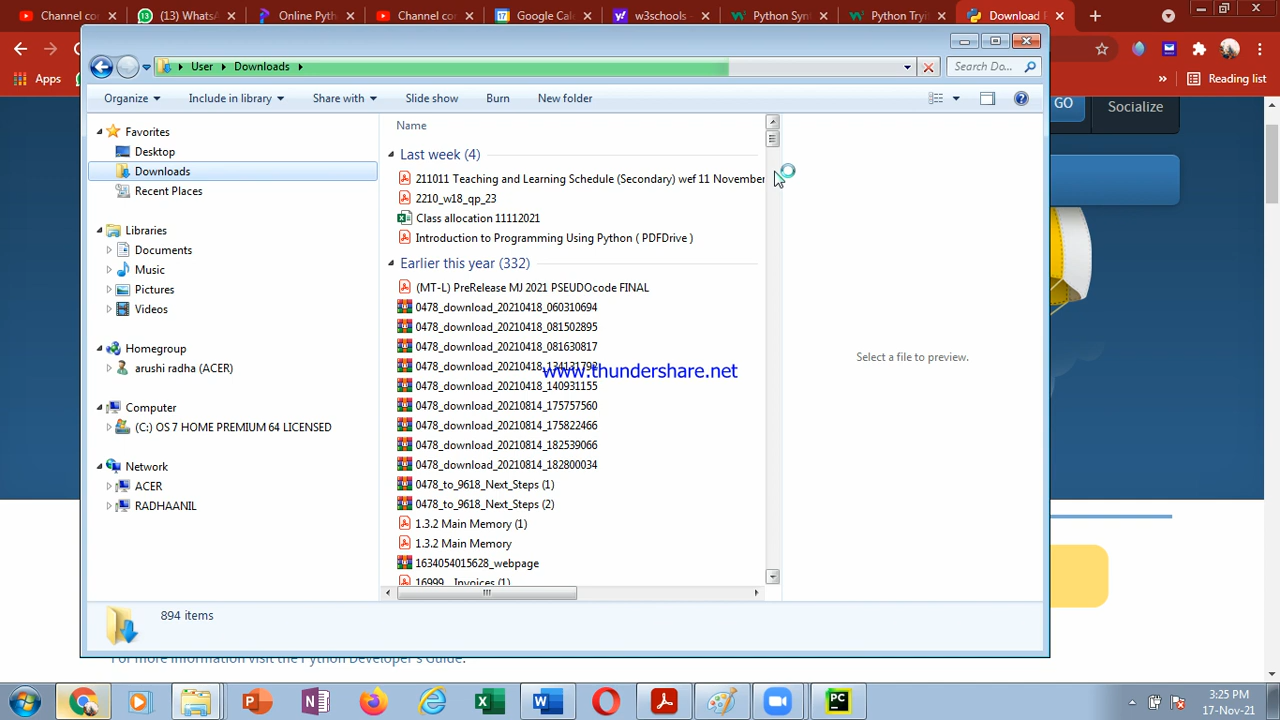 Channel co
(13) WhatsA
Online Pyth
Channel co
Google Cal
w3schools -
Python Syn
Python Tryi
Download P
Apps
Reading list
User
Downloads
Search Do...
Organize
Include in library
Share with
Slide show
Burn
New folder
GO
Socialize
Favorites
Desktop
Downloads
Recent Places
Libraries
Documents
Music
Pictures
Videos
Homegroup
arushi radha (ACER)
Computer
(C:) OS 7 HOME PREMIUM 64 LICENSED
Network
ACER
RADHAANIL
Name
Last week (4)
211011 Teaching and Learning Schedule (Secondary) wef 11 November
2210_w18_qp_23
Class allocation 11112021
Introduction to Programming Using Python ( PDFDrive )
Earlier this year (332)
(MT-L) PreRelease MJ 2021 PSEUDOcode FINAL
0478_download_20210418_060310694
0478_download_20210418_081502895
0478_download_20210418_081630817
0478_download_20210418_134131798
www.thundershare.net
0478_download_20210418_140931155
0478_download_20210814_175757560
0478_download_20210814_175822466
0478_download_20210814_182539066
0478_download_20210814_182800034
0478_to_9618_Next_Steps (1)
0478_to_9618_Next_Steps (2)
1.3.2 Main Memory (1)
1.3.2 Main Memory
1634054015628_webpage
16999_ Invoices (1)
Select a file to preview.
894 items
For more information visit the Python Developer's Guide.
3:25 PM
17-Nov-21